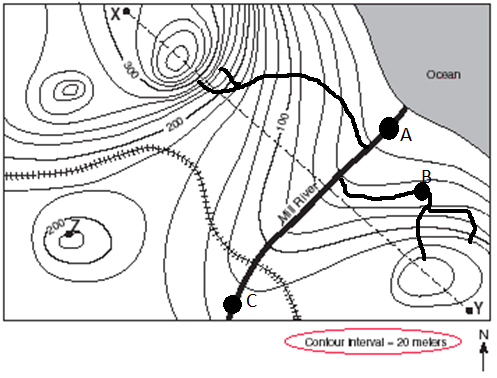 X
300
Ocean
200
100
A
B
Mill River
200
Z
C
Y
Contour interval = 20 meters
N